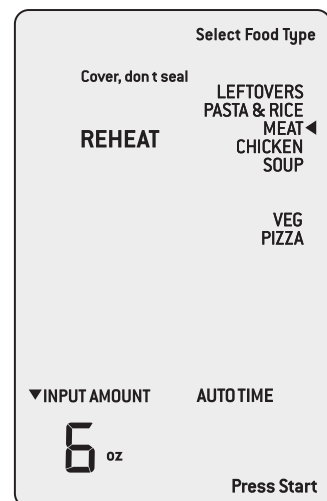 Select Food Type
Cover, don t seal
LEFTOVERS
PASTA & RICE
REHEAT
MEAT◀
CHICKEN
SOUP
VEG
PIZZA
▼INPUT AMOUNT
AUTO TIME
6 oz
Press Start